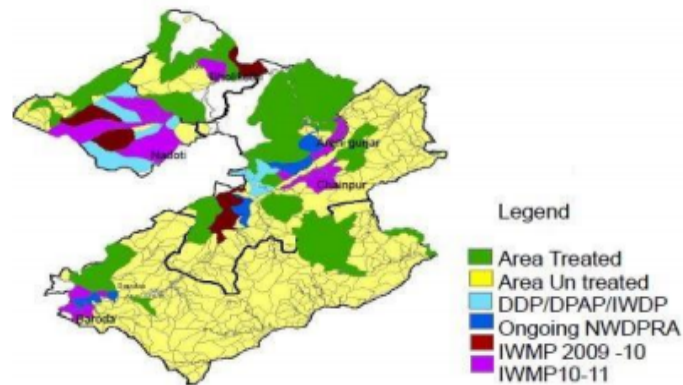 Nadoti
Chainpur
Legend
Area Treated
Area Un treated
DDP/DPAP/IWDP
Ongoing NWDPRA
IWMP 2009 -10
IWMP10-11